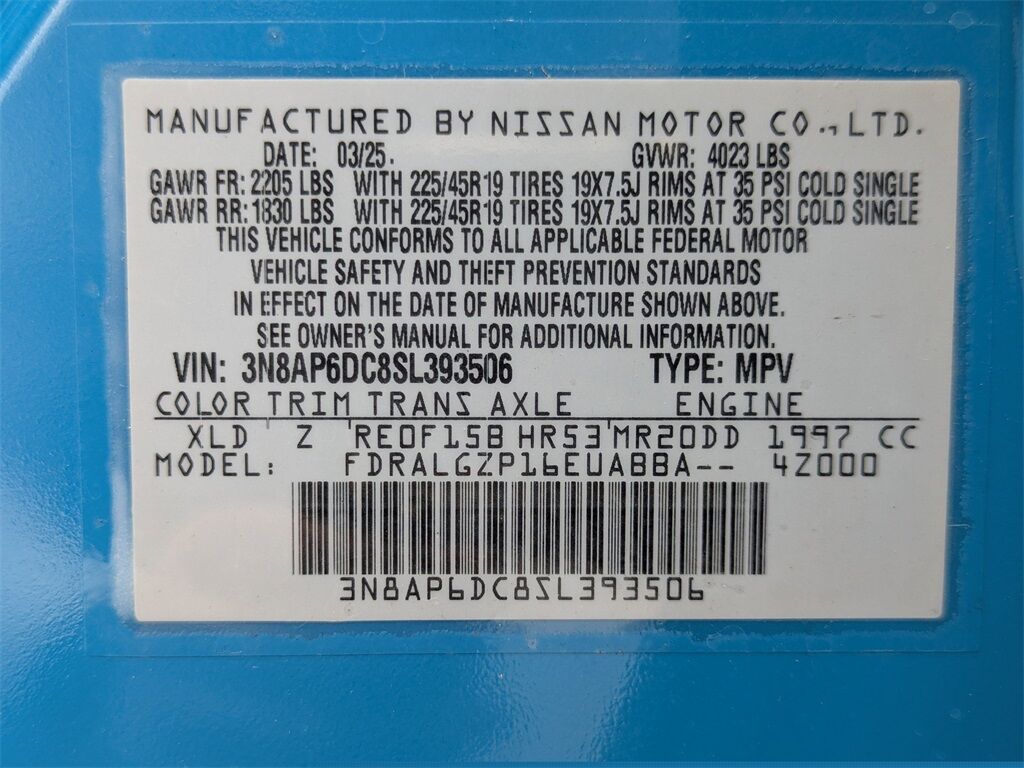 MANUFACTURED BY NISSAN MOTOR CO., LTD.
DATE: 03/25 GVWR: 4023 LBS
GAWR FR: 2205 LBS WITH 225/45R19 TIRES 19X7.5J RIMS AT 35 PSI COLD SINGLE
GAWR RR: 1830 LBS WITH 225/45R19 TIRES 19X7.5J RIMS AT 35 PSI COLD SINGLE
THIS VEHICLE CONFORMS TO ALL APPLICABLE FEDERAL MOTOR
VEHICLE SAFETY AND THEFT PREVENTION STANDARDS
IN EFFECT ON THE DATE OF MANUFACTURE SHOWN ABOVE.
SEE OWNER'S MANUAL FOR ADDITIONAL INFORMATION.
VIN: 3N8AP6DC8SL393506 TYPE: MPV
COLOR TRIM TRANS AXLE ENGINE
XLD Z RE0F15B HR53 MR20DD 1997 CC
MODEL: FDRALGZP16EUABBA-- 4Z000
3N8AP6DC8SL393506